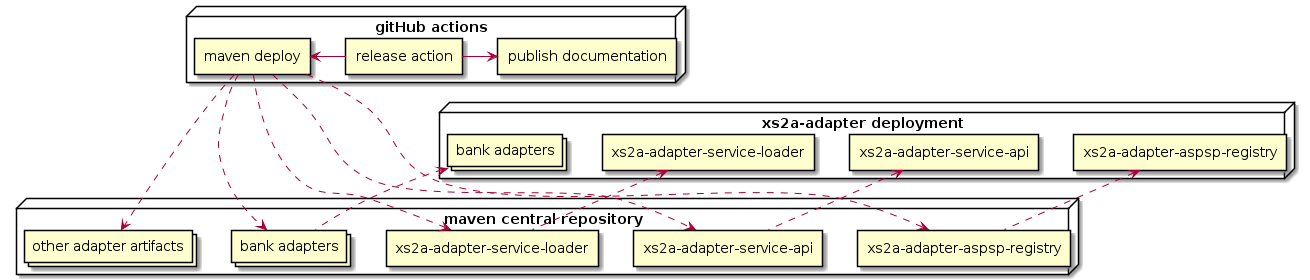 gitHub actions
maven deploy
release action
publish documentation
xs2a-adapter deployment
bank adapters
xs2a-adapter-service-loader
xs2a-adapter-service-api
xs2a-adapter-aspsp-registry
maven central repository
other adapter artifacts
bank adapters
xs2a-adapter-service-loader
xs2a-adapter-service-api
xs2a-adapter-aspsp-registry